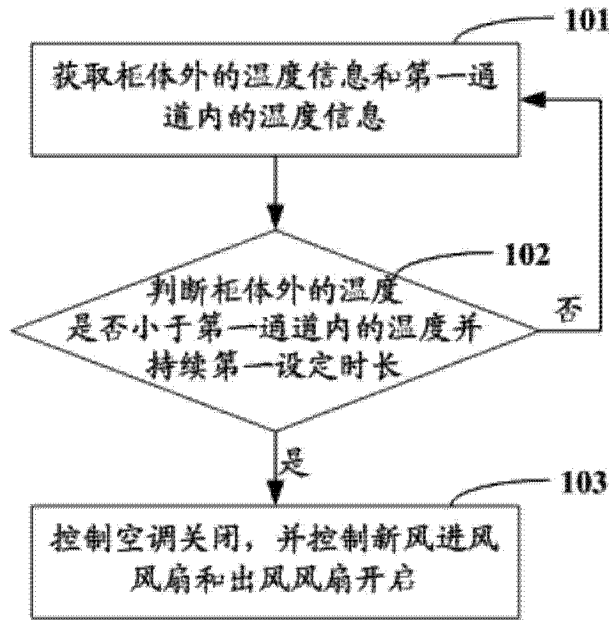 101
获取柜体外的温度信息和第一通
道内的温度信息
102
判断柜体外的温度
是否小于第一通道内的温度并
持续第一设定时长
否
是
103
控制空调关闭，并控制新风进风
风扇和出风风扇开启